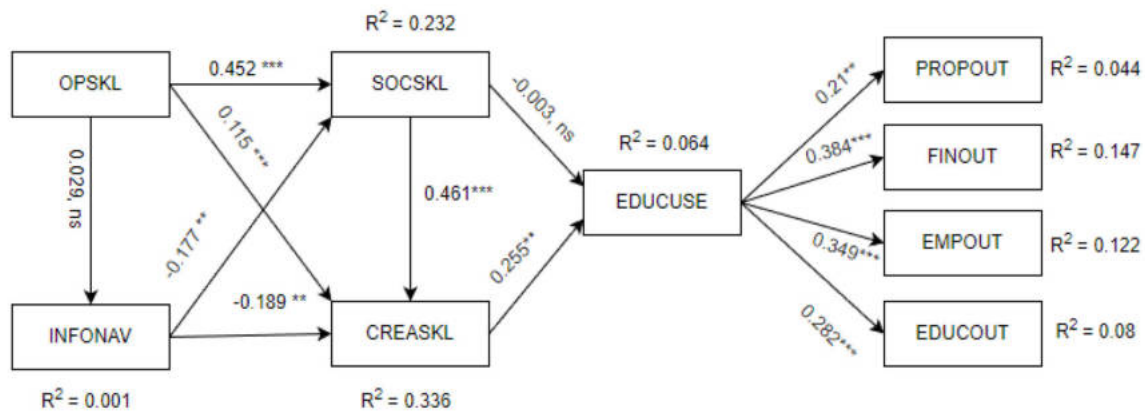 R² = 0.232
OPSKL
0.452 ***
SOCSKL
0.21**
PROPOUT
R² = 0.044
-0.003, ns
0.115 ***
R² = 0.064
0.384***
FINOUT
R² = 0.147
0.029, ns
0.461***
EDUCUSE
-0.177 **
0.349***
EMPOUT
R² = 0.122
0.255**
-0.189 **
INFONAV
CREASKL
0.282***
EDUCOUT
R² = 0.08
R² = 0.001
R² = 0.336